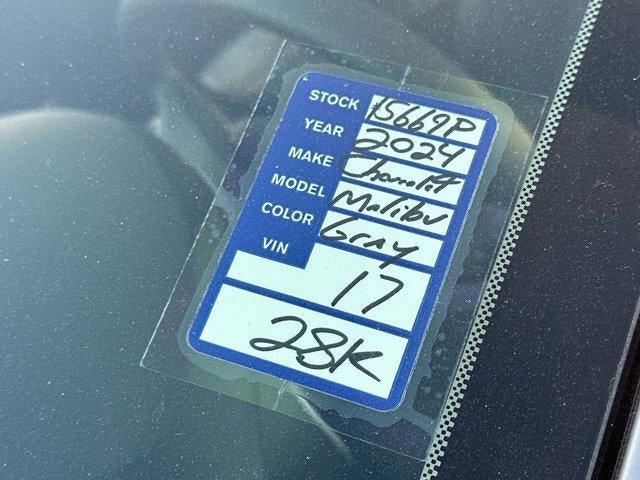 STOCK 15669P
YEAR 2024
MAKE Chevrolet
MODEL Malibu
COLOR Gray
VIN
17
28K